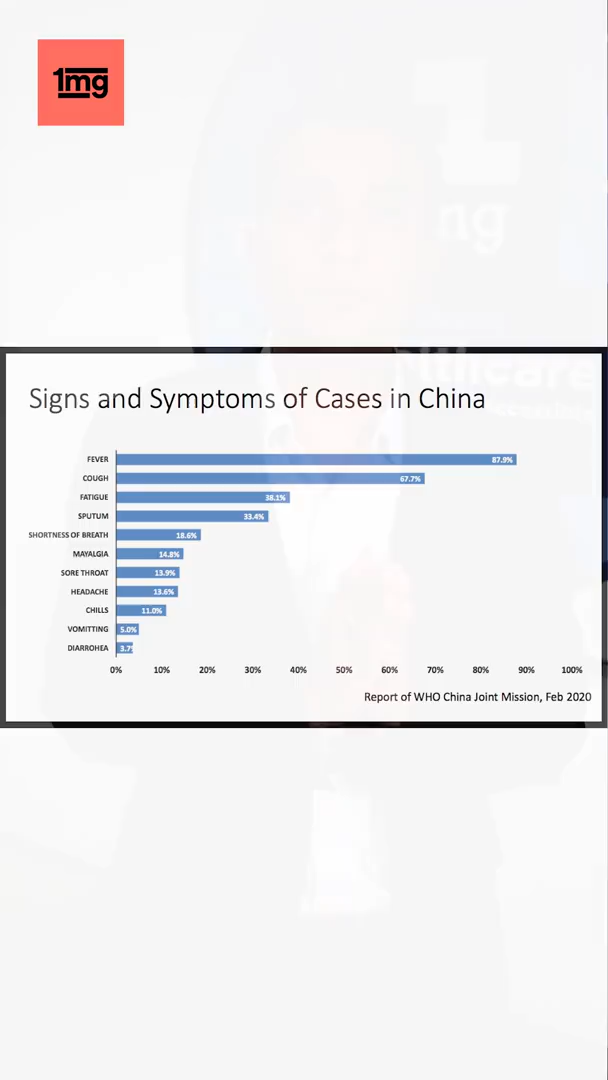 1mg
ng
Signs and Symptoms of Cases in China
FEVER 87.9%
COUGH 67.7%
FATIGUE 38.1%
SPUTUM 33.4%
SHORTNESS OF BREATH 18.6%
MAYALGIA 14.8%
SORE THROAT 13.9%
HEADACHE 13.6%
CHILLS 11.0%
VOMITTING 5.0%
DIARROHEA 3.7
0% 10% 20% 30% 40% 50% 60% 70% 80% 90% 100%
Report of WHO China Joint Mission, Feb 2020